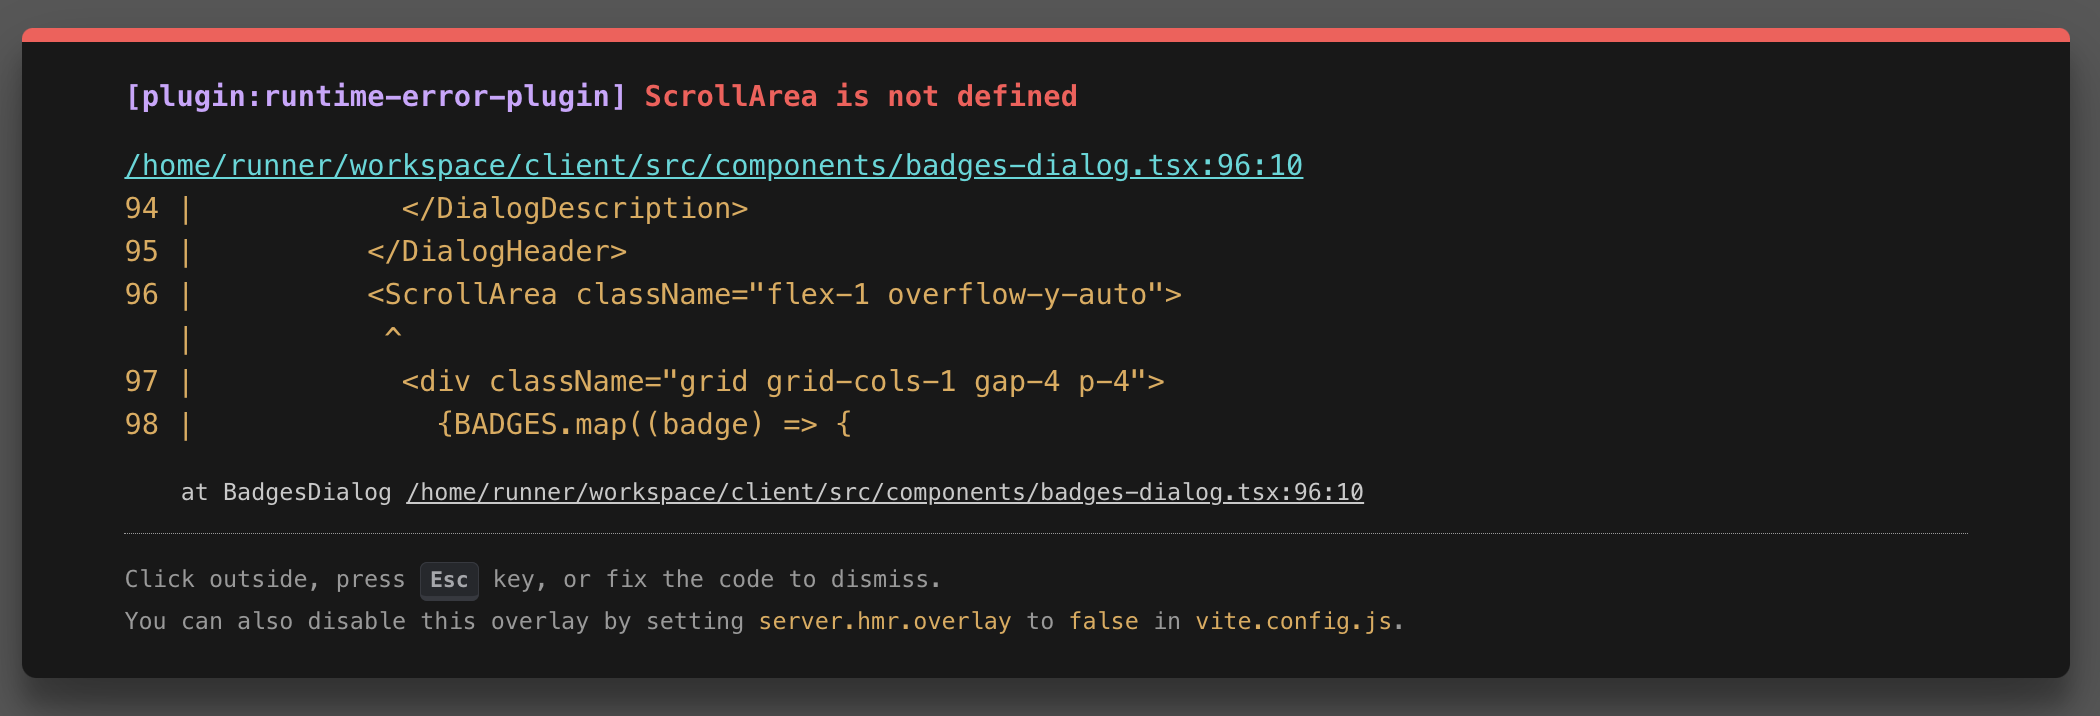 [plugin:runtime-error-plugin] ScrollArea is not defined
/home/runner/workspace/client/src/components/badges-dialog.tsx:96:10
94 |            </DialogDescription>
95 |          </DialogHeader>
96 |          <ScrollArea className="flex-1 overflow-y-auto">
   |           ^
97 |            <div className="grid grid-cols-1 gap-4 p-4">
98 |              {BADGES.map((badge) => {
    at BadgesDialog /home/runner/workspace/client/src/components/badges-dialog.tsx:96:10
Click outside, press Esc key, or fix the code to dismiss.
You can also disable this overlay by setting server.hmr.overlay to false in vite.config.js.